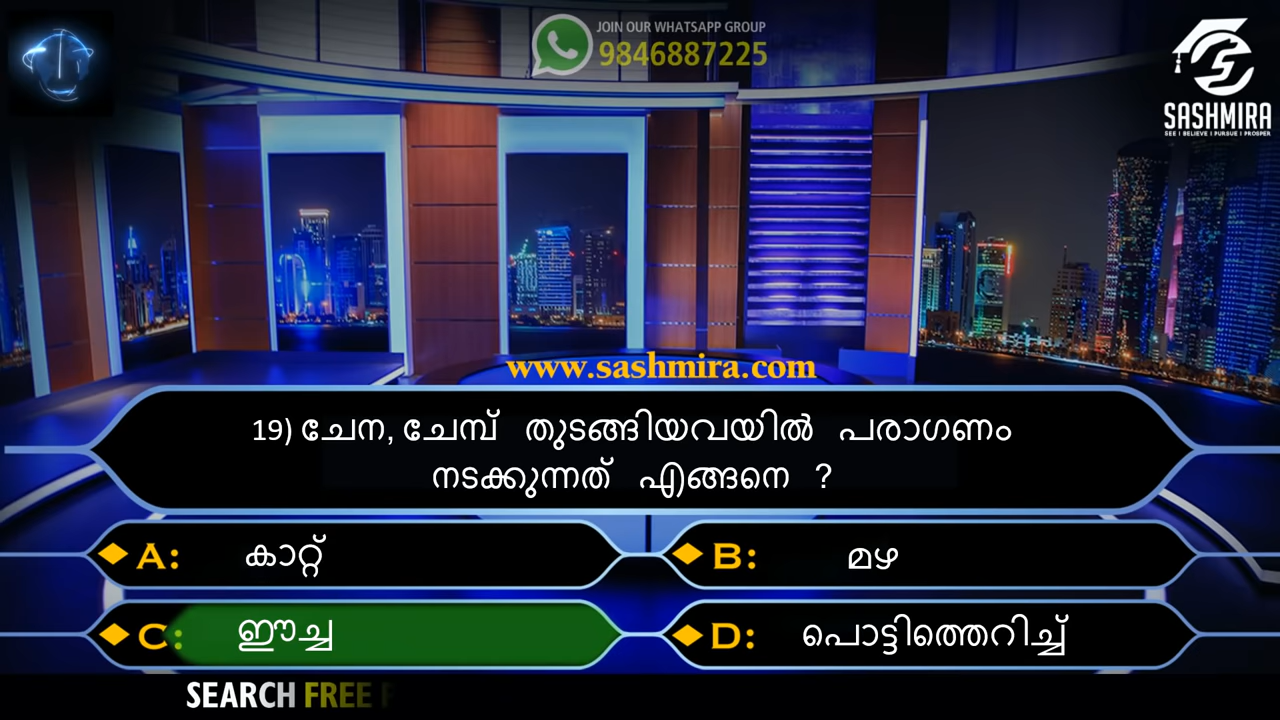 JOIN OUR WHATSAPP GROUP
9846887225
SASHMIRA
SEE I BELIEVE I PURSUE I PROSPER
www.sashmira.com
19) ചേന, ചേമ്പ് തുടങ്ങിയവയിൽ പരാഗണം
നടക്കുന്നത് എങ്ങനെ ?
A: കാറ്റ്
B: മഴ
C: ഈച്ച
D: പൊട്ടിത്തെറിച്ച്
SEARCH FREE